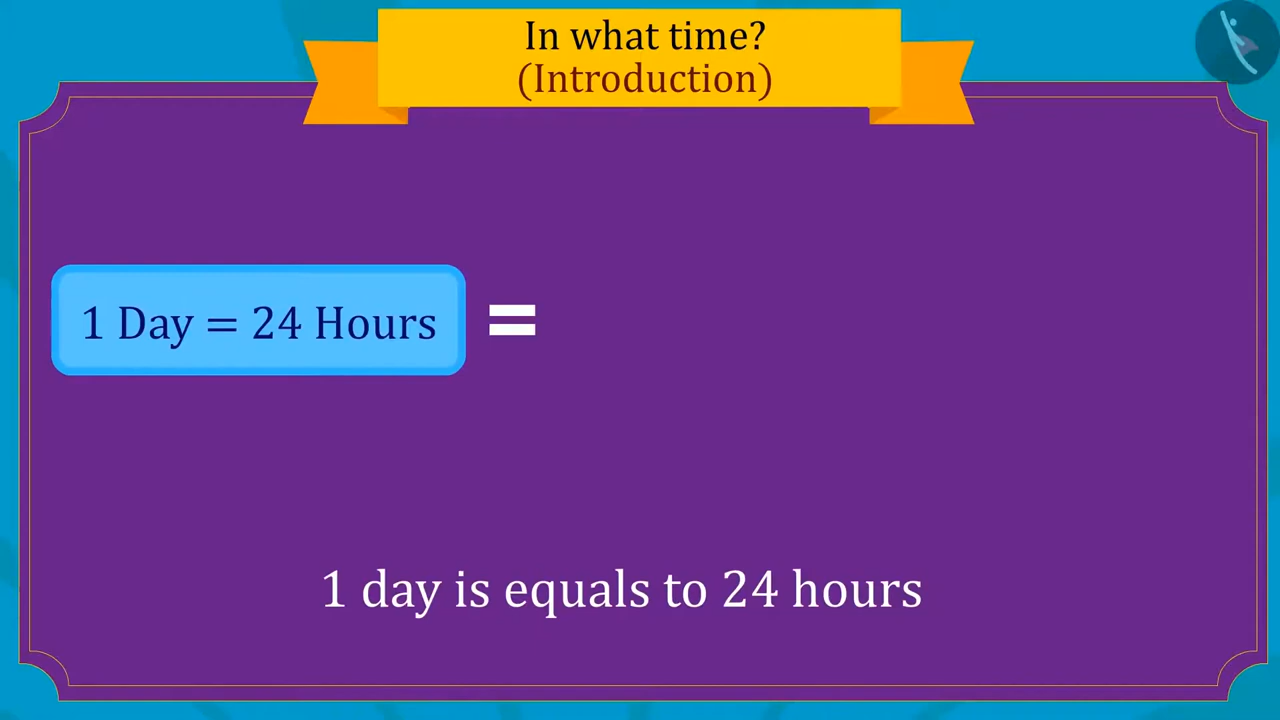 In what time?
(Introduction)
1 Day = 24 Hours =
1 day is equals to 24 hours